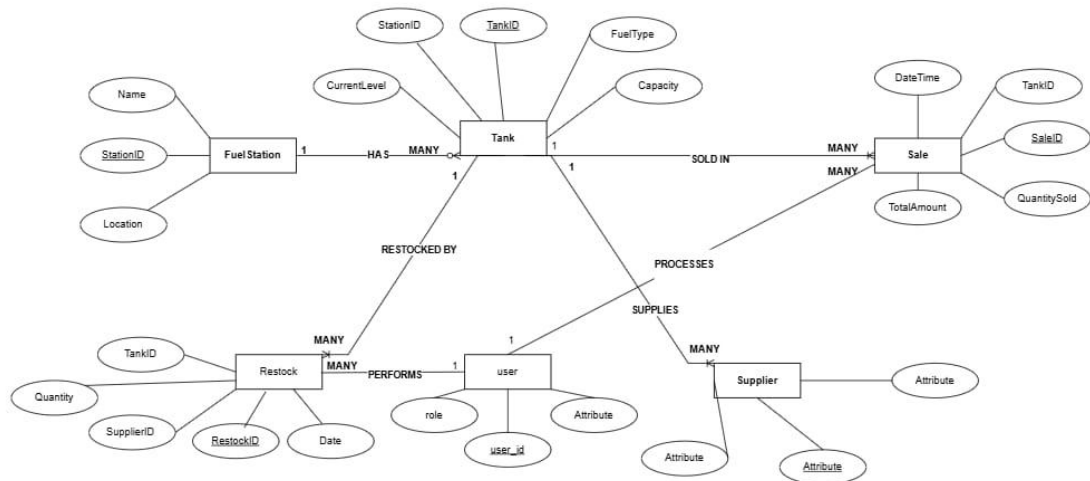 StationID
TankID
FuelType
CurrentLevel
Capacity
Name
StationID
Location
FuelStation
1
HAS
MANY
Tank
1
SOLD IN
MANY
MANY
Sale
DateTime
TankID
SaleID
QuantitySold
TotalAmount
1
1
RESTOCKED BY
PROCESSES
SUPPLIES
MANY
MANY
PERFORMS
1
1
MANY
Restock
user
Supplier
TankID
Quantity
SupplierID
RestockID
Date
role
user_id
Attribute
Attribute
Attribute
Attribute